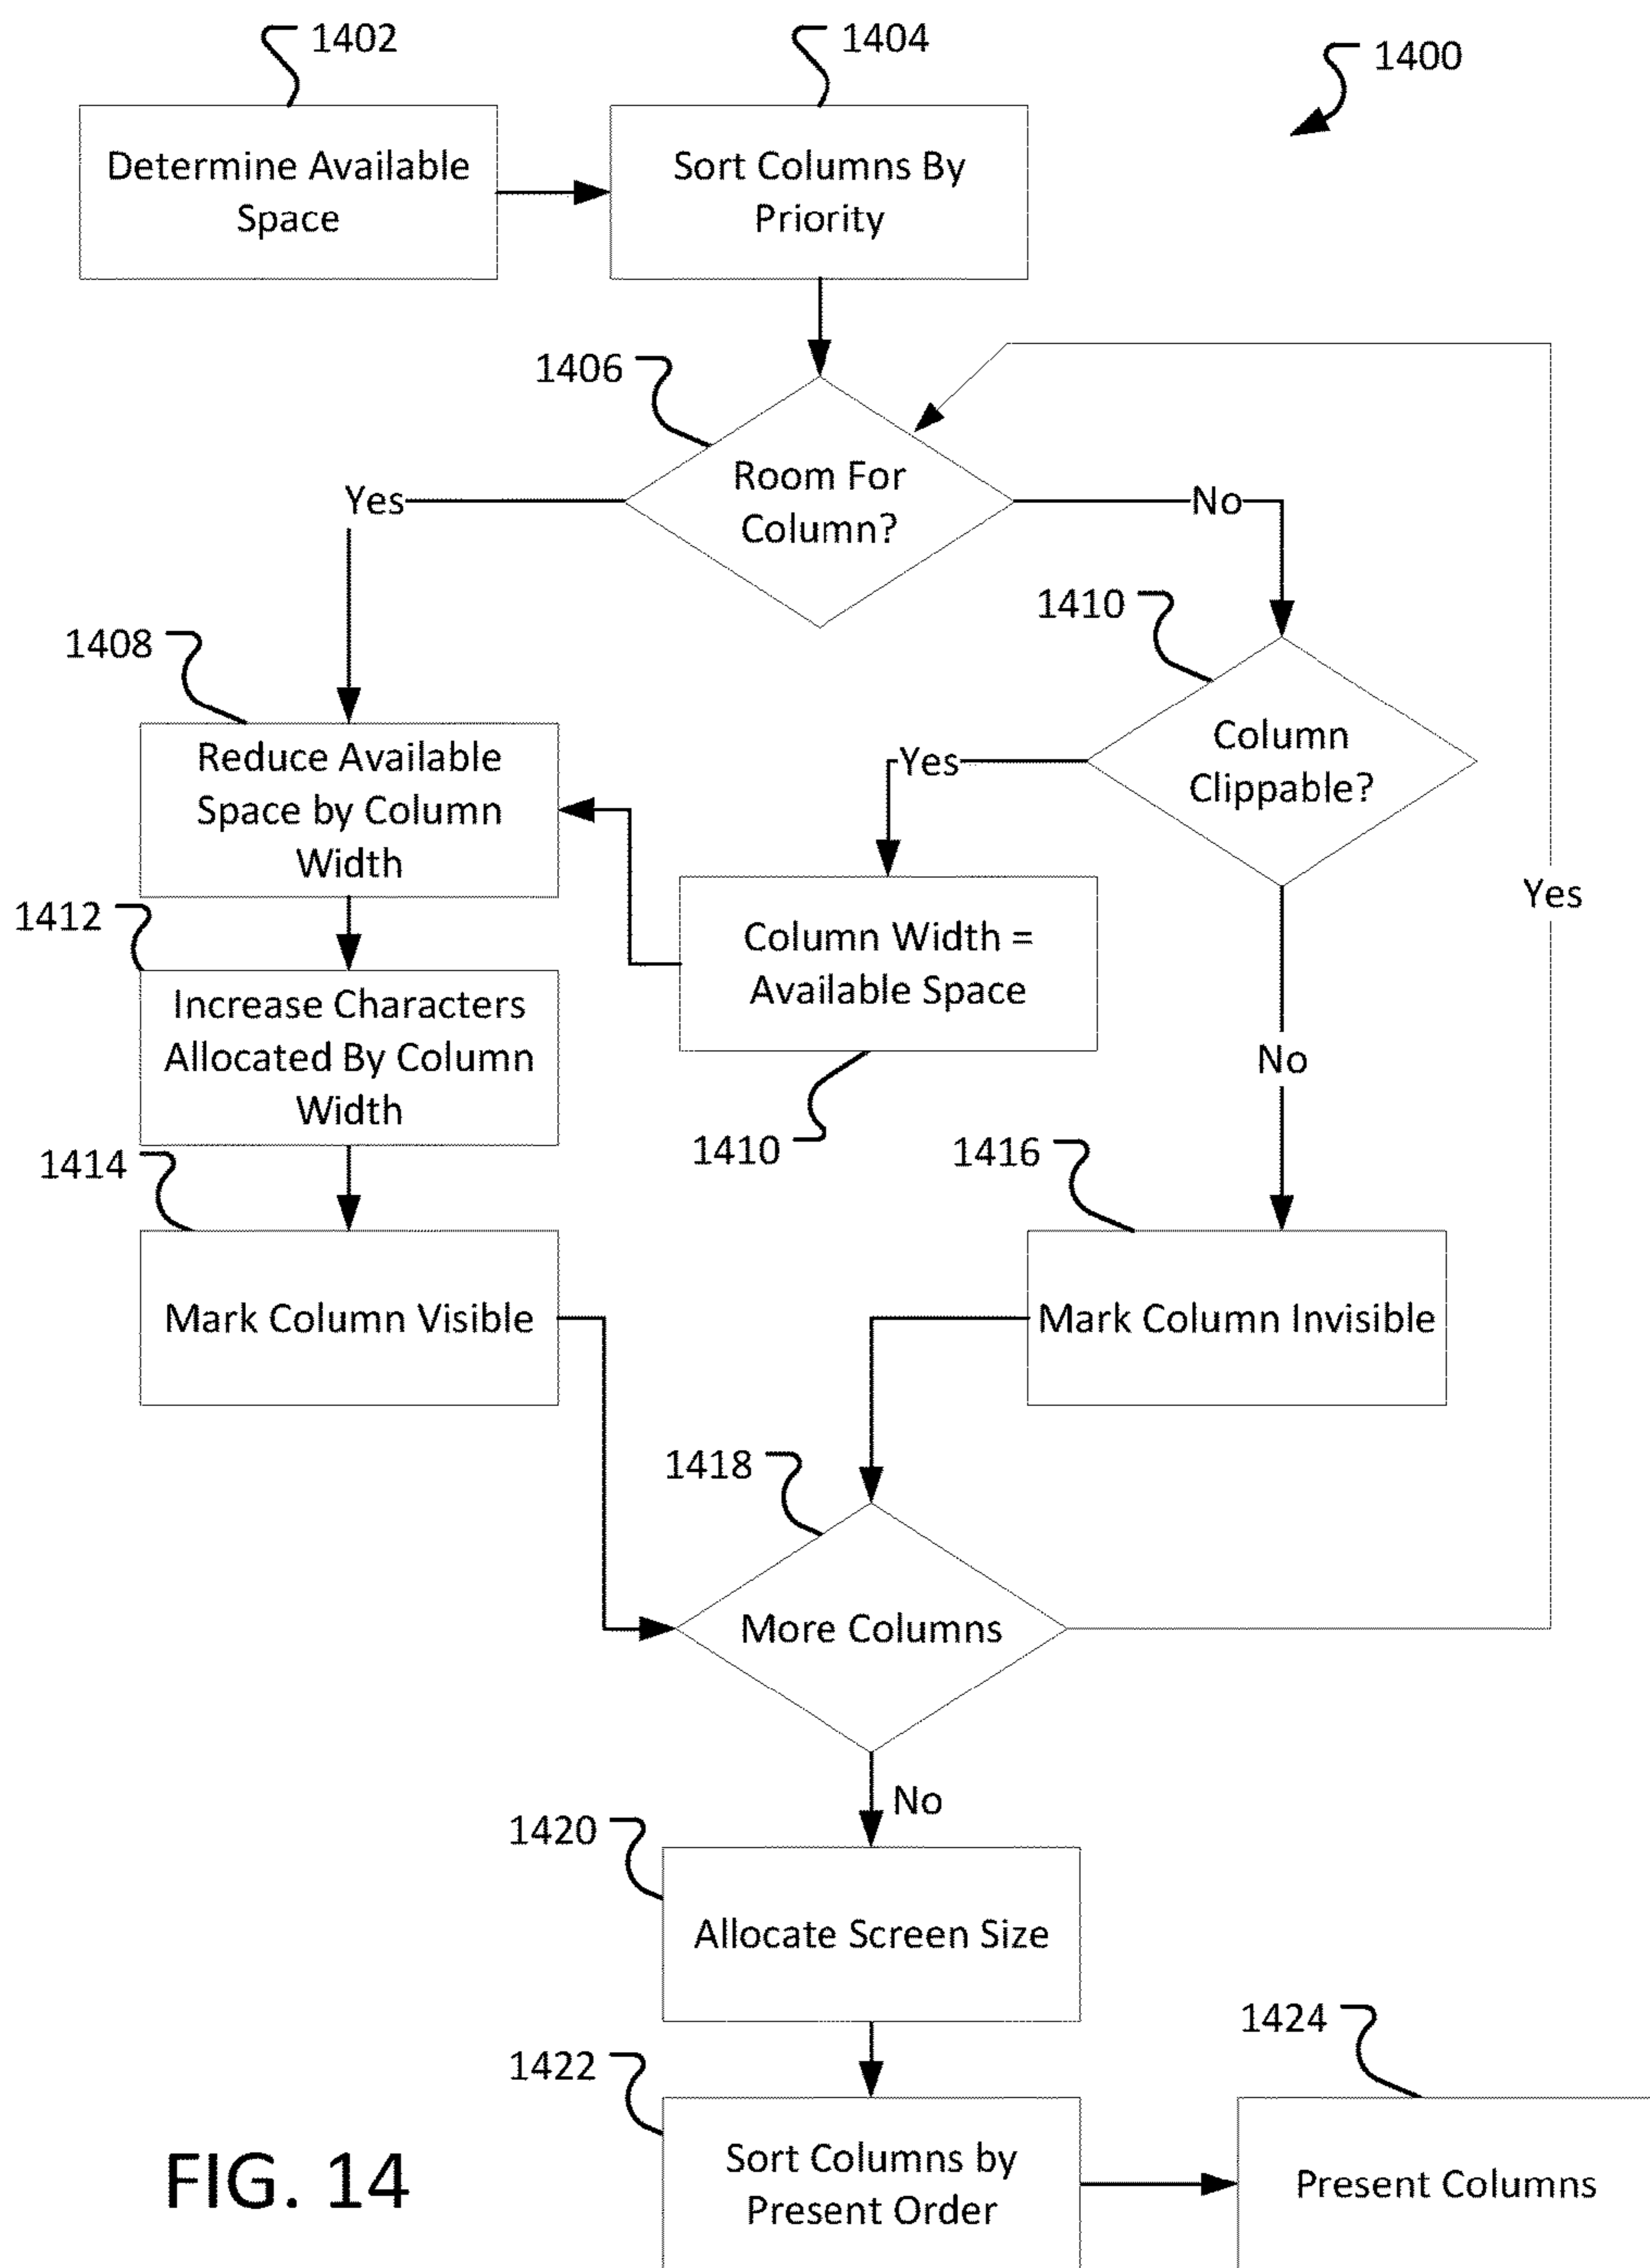 1402
1404
1400
Determine Available
Space
Sort Columns By
Priority
1406
Room For
Column?
Yes
No
1410
1408
Column
Clippable?
Reduce Available
Space by Column
Width
Yes
Yes
1412
Column Width =
Available Space
Increase Characters
Allocated By Column
Width
No
1410
1414
1416
Mark Column Visible
Mark Column Invisible
1418
More Columns
No
1420
Allocate Screen Size
1424
1422
Sort Columns by
Present Order
Present Columns
FIG. 14